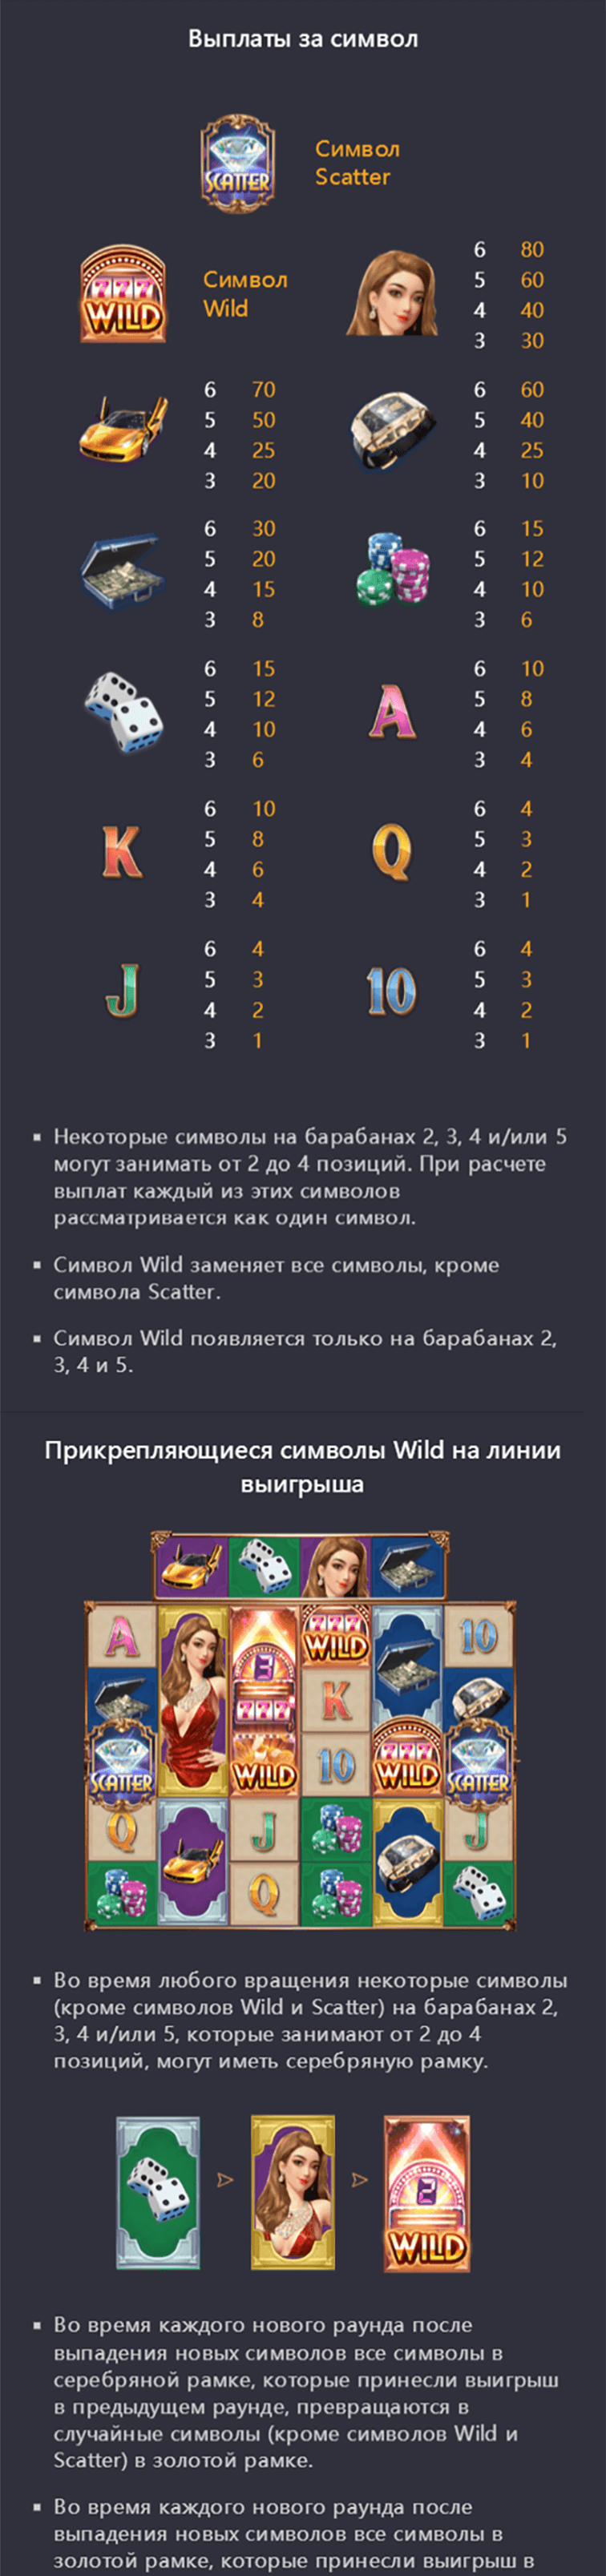 Выплаты за символ
SCATTER
Символ
Scatter
777
WILD
Символ
Wild
6 80
5 60
4 40
3 30
6 70
5 50
4 25
3 20
6 60
5 40
4 25
3 10
6 30
5 20
4 15
3 8
6 15
5 12
4 10
3 6
6 15
5 12
4 10
3 6
A
6 10
5 8
4 6
3 4
K
6 10
5 8
4 6
3 4
Q
6 4
5 3
4 2
3 1
J
6 4
5 3
4 2
3 1
10
6 4
5 3
4 2
3 1
▪ Некоторые символы на барабанах 2, 3, 4 и/или 5
могут занимать от 2 до 4 позиций. При расчете
выплат каждый из этих символов
рассматривается как один символ.
▪ Символ Wild заменяет все символы, кроме
символа Scatter.
▪ Символ Wild появляется только на барабанах 2,
3, 4 и 5.
Прикрепляющиеся символы Wild на линии
выигрыша
A
3
777
WILD
777
WILD
10
K
SCATTER
10
777
WILD
SCATTER
Q
J
J
Q
▪ Во время любого вращения некоторые символы
(кроме символов Wild и Scatter) на барабанах 2,
3, 4 и/или 5, которые занимают от 2 до 4
позиций, могут иметь серебряную рамку.
2
WILD
▪ Во время каждого нового раунда после
выпадения новых символов все символы в
серебряной рамке, которые принесли выигрыш
в предыдущем раунде, превращаются в
случайные символы (кроме символов Wild и
Scatter) в золотой рамке.
▪ Во время каждого нового раунда после
выпадения новых символов все символы в
золотой рамке, которые принесли выигрыш в